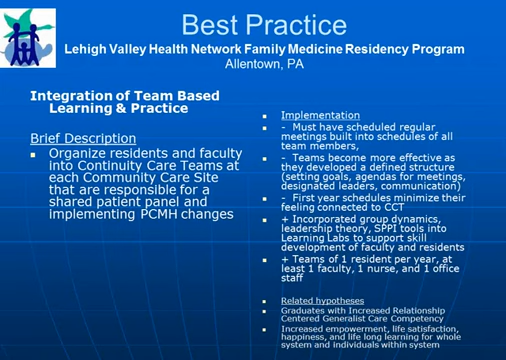 Best Practice
Lehigh Valley Health Network Family Medicine Residency Program
Allentown, PA
Integration of Team Based
Learning & Practice
Brief Description
Organize residents and faculty
into Continuity Care Teams at
each Community Care Site
that are responsible for a
shared patient panel and
implementing PCMH changes
Implementation
- Must have scheduled regular
meetings built into schedules of all
team members,
- Teams become more effective as
they developed a defined structure
(setting goals, agendas for meetings,
designated leaders, communication)
- First year schedules minimize their
feeling connected to CCT
+ Incorporated group dynamics,
leadership theory, SPPI tools into
Learning Labs to support skill
development of faculty and residents
+ Teams of 1 resident per year, at
least 1 faculty, 1 nurse, and 1 office
staff
Related hypotheses
Graduates with Increased Relationship
Centered Generalist Care Competency
Increased empowerment, life satisfaction,
happiness, and life long learning for whole
system and individuals within system